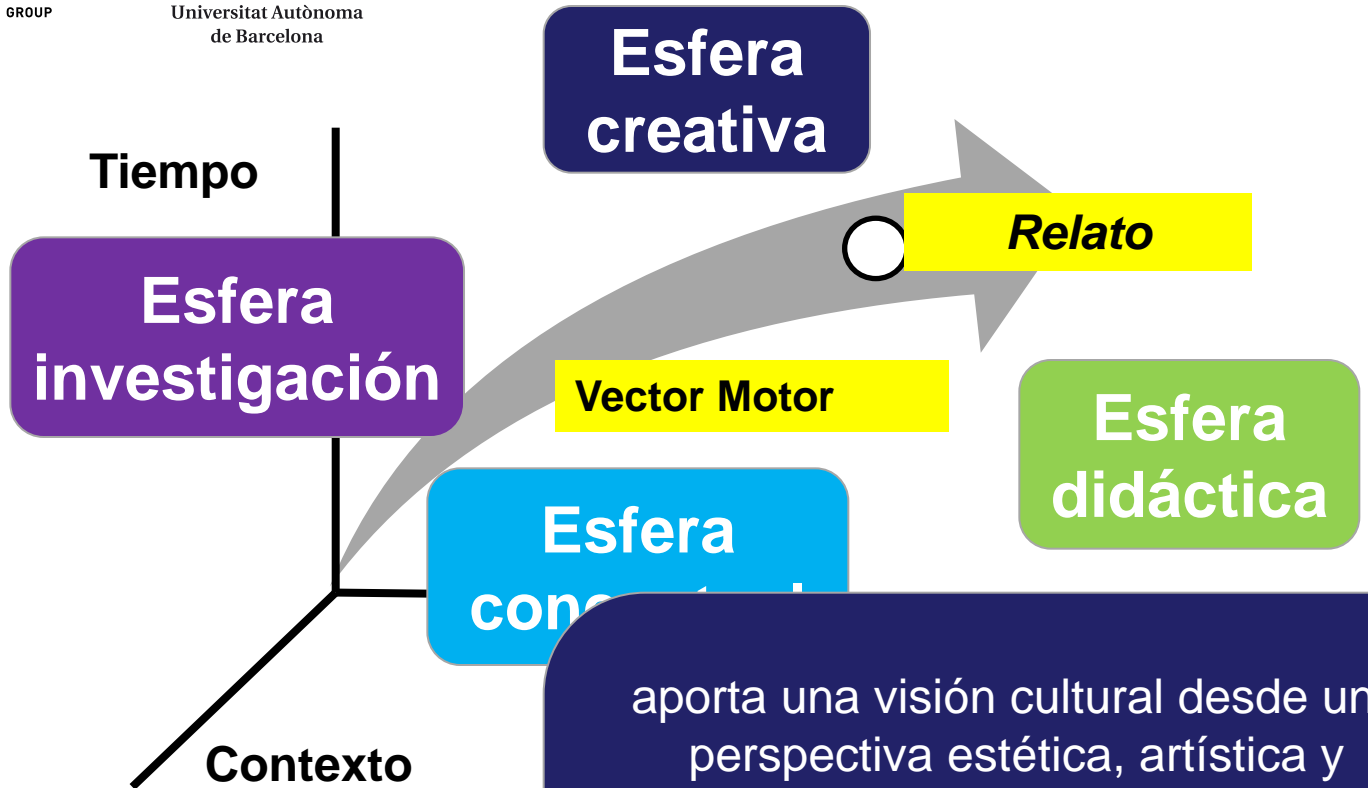 GROUP
Universitat Autònoma
de Barcelona
Esfera
creativa
Tiempo
Relato
Esfera
investigación
Vector Motor
Esfera
didáctica
Esfera
aporta una visión cultural desde
perspectiva estética, artística y
Contexto